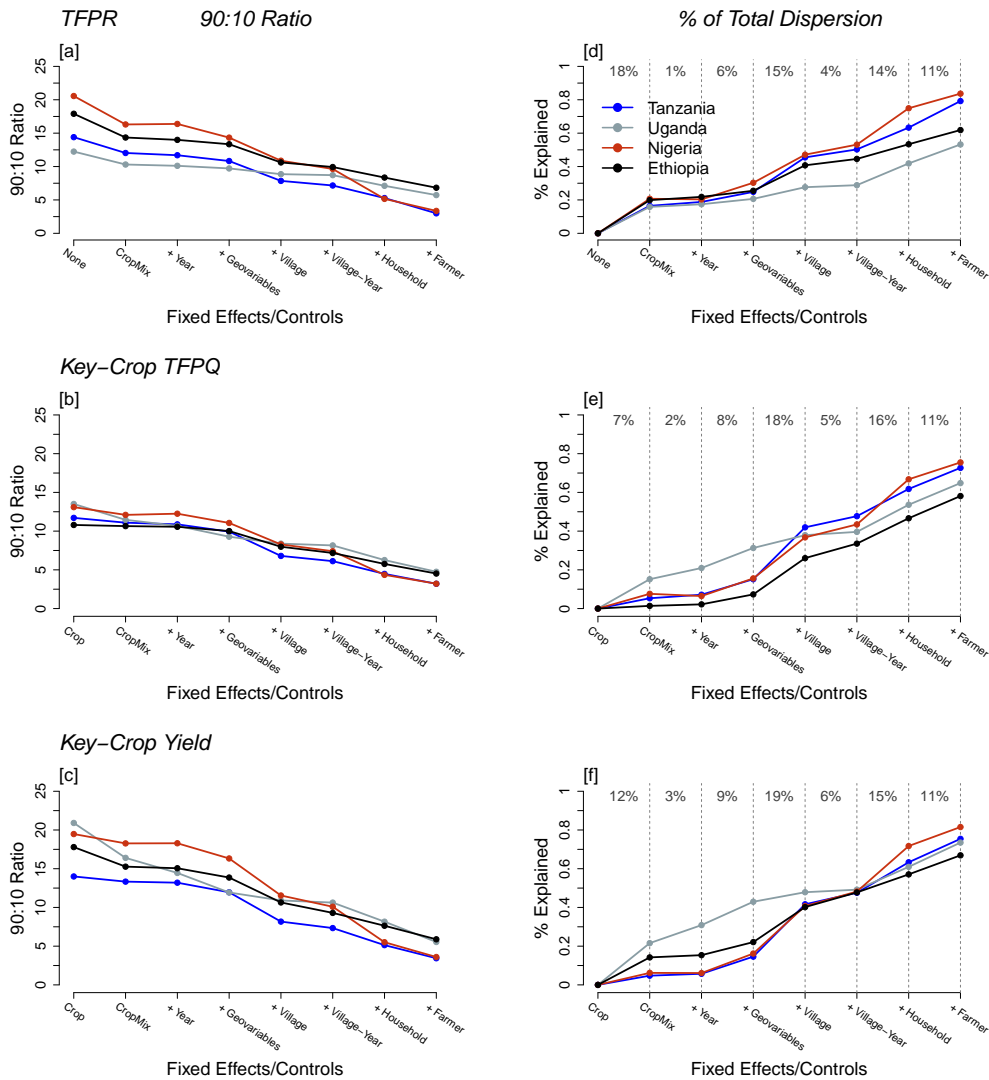 TFPR 90:10 Ratio % of Total Dispersion
[a]
25
20
15
10
5
0
90:10 Ratio
None CropMix + Year + Geovariables + Village + Village−Year + Household + Farmer
Fixed Effects/Controls
[d]
18% 1% 6% 15% 4% 14% 11%
1
0.8
0.6
0.4
0.2
0
% Explained
Tanzania
Uganda
Nigeria
Ethiopia
None CropMix + Year + Geovariables + Village + Village−Year + Household + Farmer
Fixed Effects/Controls
Key−Crop TFPQ
[b]
25
20
15
10
5
0
90:10 Ratio
Crop CropMix + Year + Geovariables + Village + Village−Year + Household + Farmer
Fixed Effects/Controls
[e]
7% 2% 8% 18% 5% 16% 11%
1
0.8
0.6
0.4
0.2
0
% Explained
Crop CropMix + Year + Geovariables + Village + Village−Year + Household + Farmer
Fixed Effects/Controls
Key−Crop Yield
[c]
25
20
15
10
5
0
90:10 Ratio
Crop CropMix + Year + Geovariables + Village + Village−Year + Household + Farmer
Fixed Effects/Controls
[f]
12% 3% 9% 19% 6% 15% 11%
1
0.8
0.6
0.4
0.2
0
% Explained
Crop CropMix + Year + Geovariables + Village + Village−Year + Household + Farmer
Fixed Effects/Controls